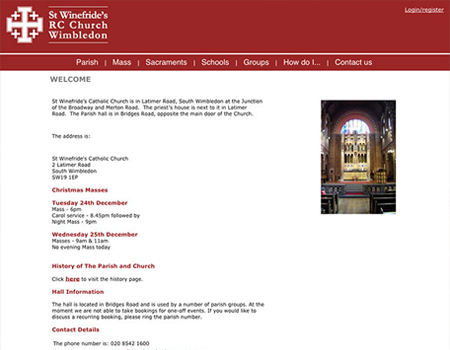 St Winefride's
RC Church
Wimbledon
Login/register
Parish | Mass | Sacraments | Schools | Groups | How do I... | Contact us
WELCOME
St Winefride's Catholic Church is in Latimer Road, South Wimbledon at the Junction
of the Broadway and Merton Road. The priest's house is next to it in Latimer
Road. The Parish hall is in Bridges Road, opposite the main door of the Church.
The address is:
St Winefride's Catholic Church
2 Latimer Road
South Wimbledon
SW19 1EP
Christmas Masses
Tuesday 24th December
Mass - 6pm
Carol service - 8.45pm followed by
Night Mass - 9pm
Wednesday 25th December
Masses - 9am & 11am
No evening Mass today
History of The Parish and Church
Click here to visit the history page.
Hall Information
The hall is located in Bridges Road and is used by a number of parish groups. At the
moment we are not able to take bookings for one-off events. If you would like to
discuss a recurring booking, please ring the parish number.
Contact Details
The phone number is: 020 8542 1600